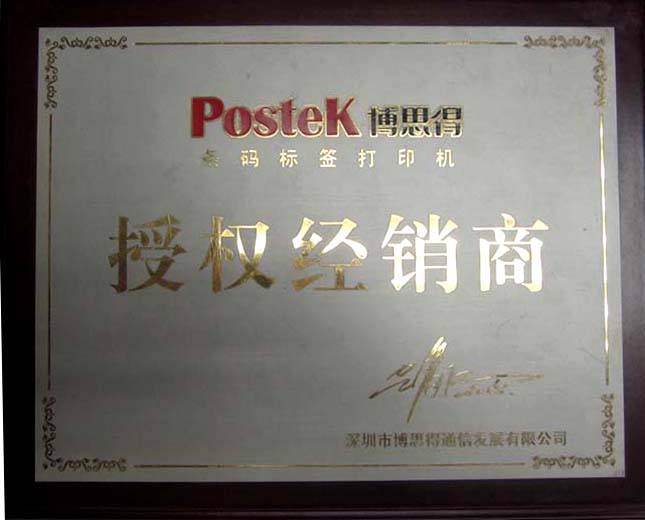 Postek 博思得
条码标签打印机
授权经销商
深圳市博思得通信发展有限公司